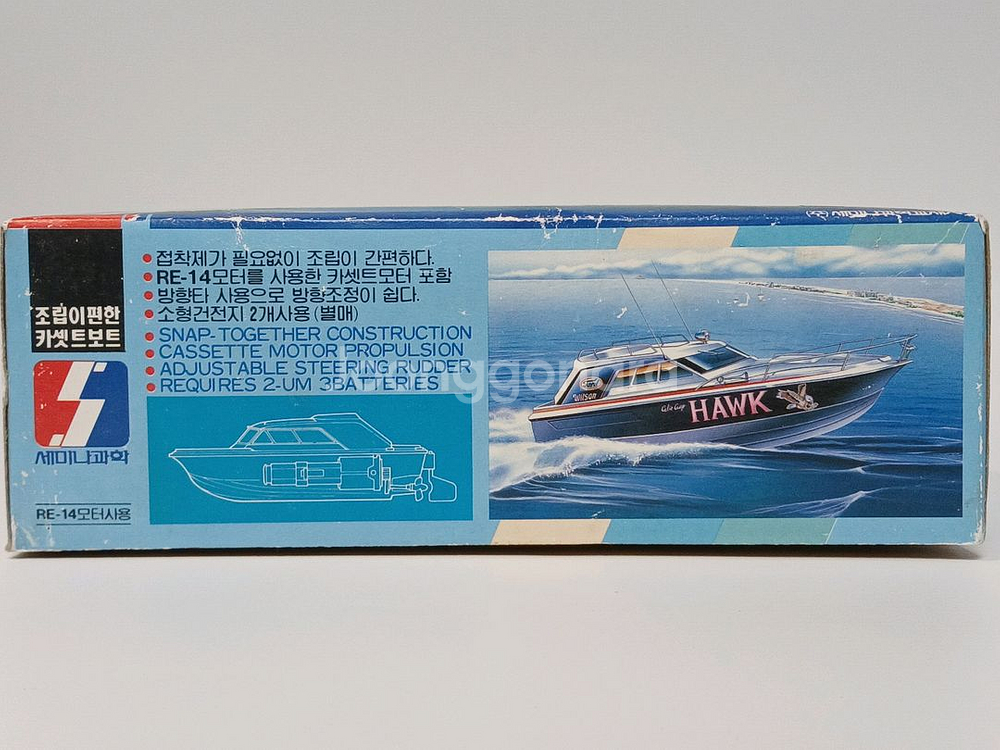 조립이 편한
카셋트보트
세미나과학
RE-14모터사용
● 접착제가 필요없이 조립이 간편하다.
● RE-14모터를 사용한 카셋트모터 포함
● 방향타 사용으로 방향조정이 쉽다.
● 소형건전지 2개사용 (별매)
● SNAP-TOGETHER CONSTRUCTION
● CASSETTE MOTOR PROPULSION
● ADJUSTABLE STEERING RUDDER
● REQUIRES 2-UM 3BATTERIES
Wilson
HAWK